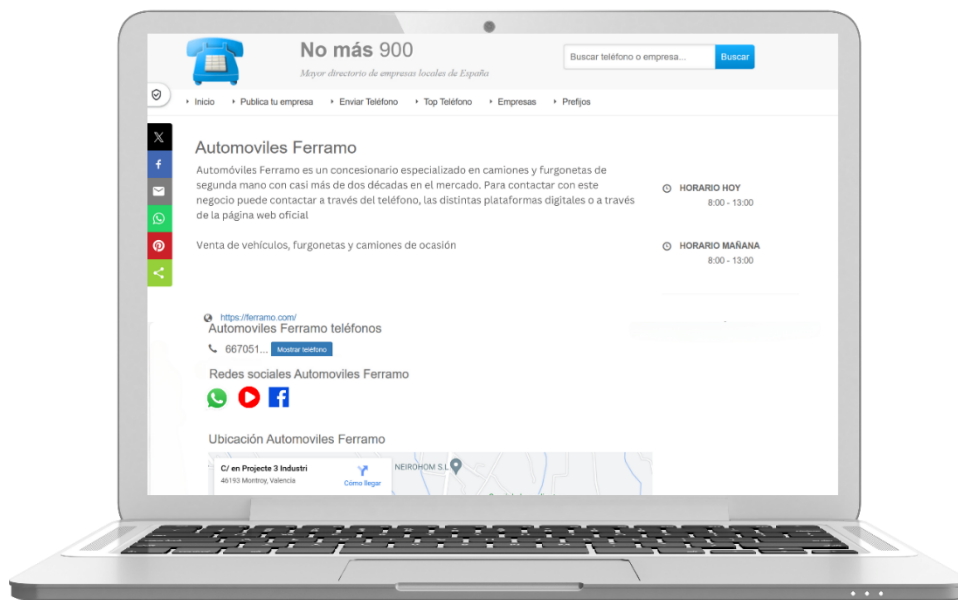 No más 900
Mayor directorio de empresas locales de España
Buscar teléfono o empresa...
Buscar
Inicio
Publica tu empresa
Enviar Teléfono
Top Teléfono
Empresas
Prefijos
Automoviles Ferramo
Automóviles Ferramo es un concesionario especializado en camiones y furgonetas de
segunda mano con casi más de dos décadas en el mercado. Para contactar con este
negocio puede contactar a través del teléfono, las distintas plataformas digitales o a través
de la página web oficial
Venta de vehículos, furgonetas y camiones de ocasión
HORARIO HOY
8:00 - 13:00
HORARIO MAÑANA
8:00 - 13:00
https://ferramo.com/
Automoviles Ferramo teléfonos
667051...
Mostrar teléfono
Redes sociales Automoviles Ferramo
Ubicación Automoviles Ferramo
C/ en Projecte 3 Industri
46193 Montroy, Valencia
Cómo llegar
NEIROHOM S.L